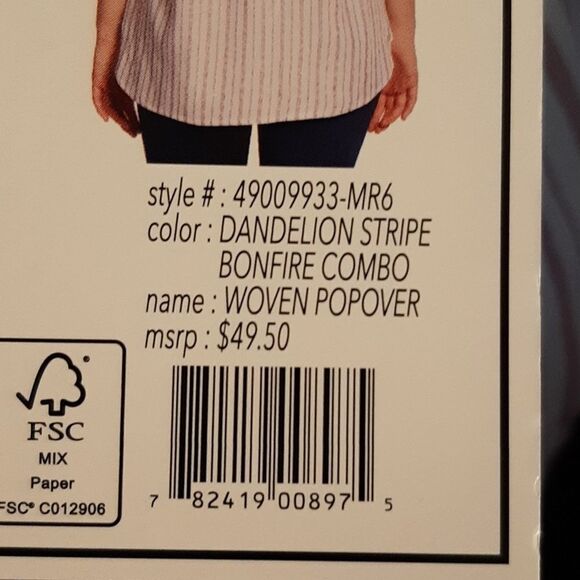 style # : 49009933-MR6
color : DANDELION STRIPE
BONFIRE COMBO
name : WOVEN POPOVER
msrp : $49.50
®
FSC
MIX
Paper
FSC® C012906
7 82419 00897 5